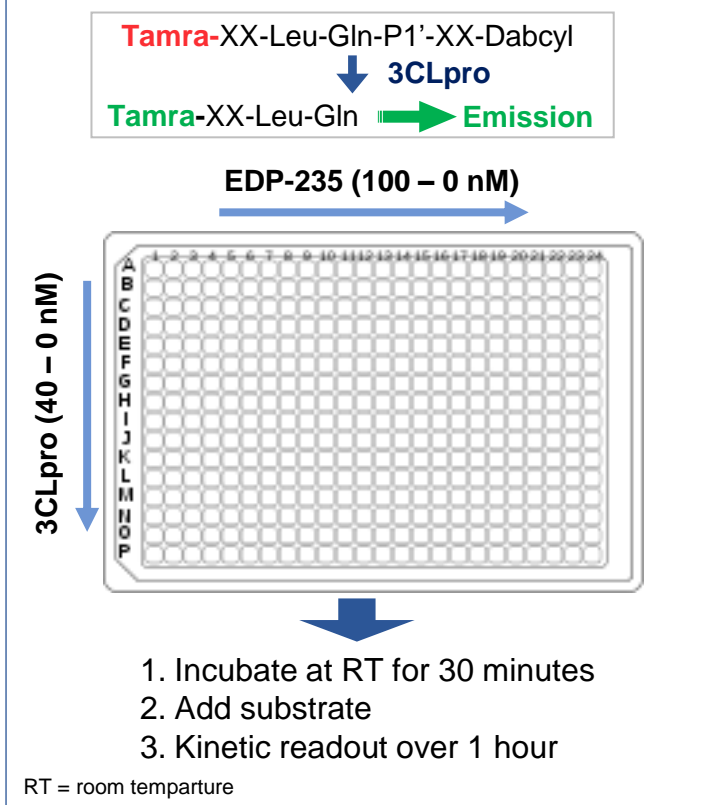 Tamra-XX-Leu-Gln-P1'-XX-Dabcyl
3CLpro
Tamra-XX-Leu-Gln Emission
EDP-235 (100 – 0 nM)
3CLpro (40 – 0 nM)
1 2 3 4 5 6 7 8 9 10 11 12 13 14 15 16 17 18 19 20 21 22 23 24
A
B
C
D
E
F
G
H
I
J
K
L
M
N
O
P
1. Incubate at RT for 30 minutes
2. Add substrate
3. Kinetic readout over 1 hour
RT = room temparture